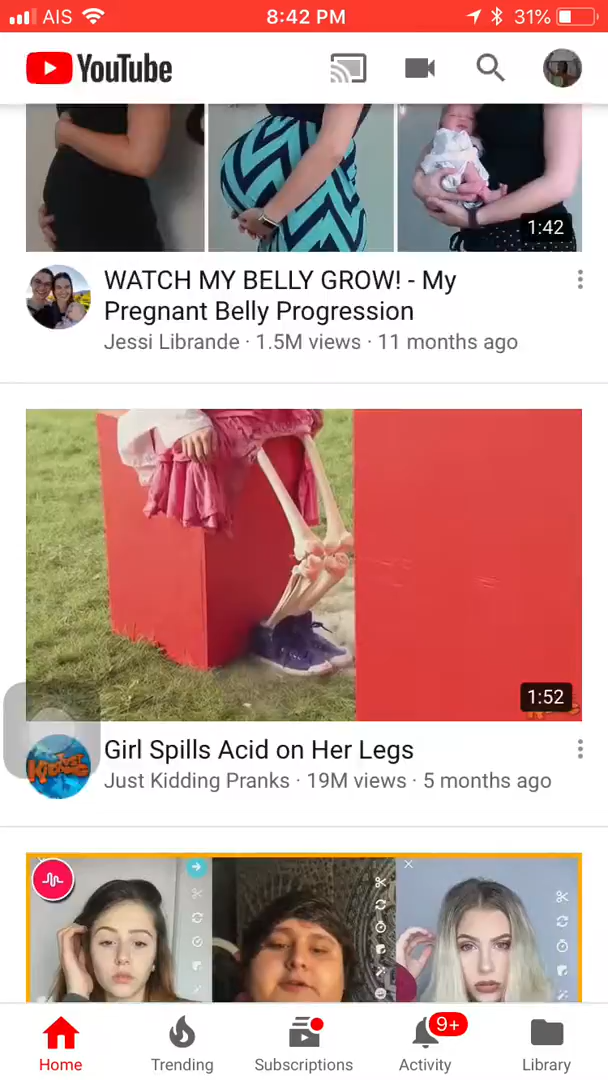 AIS 8:42 PM 31%
YouTube
1:42
WATCH MY BELLY GROW! - My
Pregnant Belly Progression
Jessi Librande · 1.5M views · 11 months ago
1:52
Girl Spills Acid on Her Legs
Just Kidding Pranks · 19M views · 5 months ago
9+
Home Trending Subscriptions Activity Library